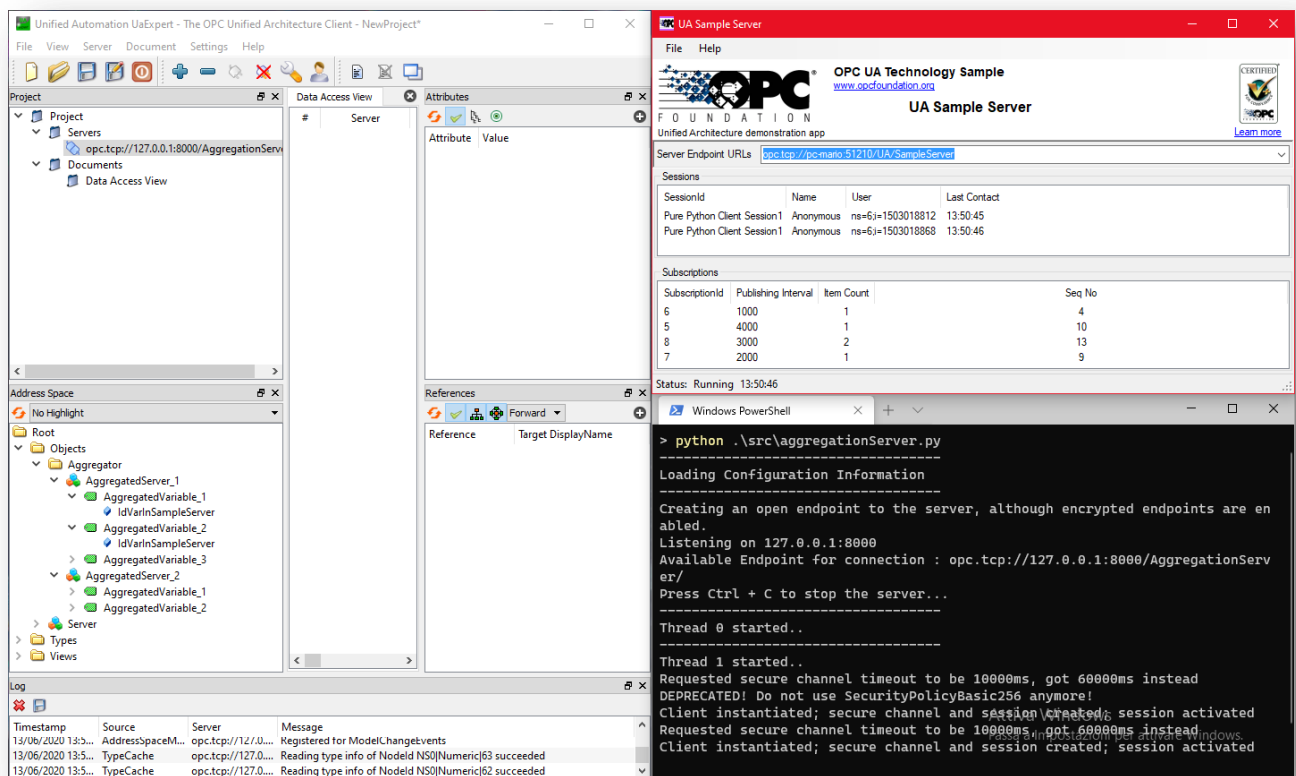 Unified Automation UaExpert - The OPC Unified Architecture Client - NewProject*
File View Server Document Settings Help
Project
Project
Servers
opc.tcp://127.0.0.1:8000/AggregationServ
Documents
Data Access View
Data Access View
# Server
Attributes
Attribute Value
Address Space
No Highlight
Root
Objects
Aggregator
AggregatedServer_1
AggregatedVariable_1
IdVarInSampleServer
AggregatedVariable_2
IdVarInSampleServer
AggregatedVariable_3
AggregatedServer_2
AggregatedVariable_1
AggregatedVariable_2
Server
Types
Views
References
Forward
Reference Target DisplayName
Log
Timestamp Source Server Message
13/06/2020 13:5... AddressSpaceM... opc.tcp://127.0.... Registered for ModelChangeEvents
13/06/2020 13:5... TypeCache opc.tcp://127.0.... Reading type info of NodeId NS0|Numeric|63 succeeded
13/06/2020 13:5... TypeCache opc.tcp://127.0.... Reading type info of NodeId NS0|Numeric|62 succeeded
UA Sample Server
File Help
OPC
FOUNDATION
Unified Architecture demonstration app
OPC UA Technology Sample
www.opcfoundation.org
UA Sample Server
CERTIFIED
OPC
Learn more
Server Endpoint URLs opc.tcp://pc-mario:51210/UA/SampleServer
Sessions
SessionId Name User Last Contact
Pure Python Client Session1 Anonymous ns=6;i=1503018812 13:50:45
Pure Python Client Session1 Anonymous ns=6;i=1503018868 13:50:46
Subscriptions
SubscriptionId Publishing Interval Item Count Seq No
6 1000 1 4
5 4000 1 10
8 3000 2 13
7 2000 1 9
Status: Running 13:50:46
Windows PowerShell
> python .\src\aggregationServer.py
----------------------------------
Loading Configuration Information
----------------------------------
Creating an open endpoint to the server, although encrypted endpoints are en
abled.
Listening on 127.0.0.1:8000
Available Endpoint for connection : opc.tcp://127.0.0.1:8000/AggregationServ
er/
Press Ctrl + C to stop the server...
----------------------------------
Thread 0 started..
----------------------------------
Thread 1 started..
Requested secure channel timeout to be 10000ms, got 60000ms instead
DEPRECATED! Do not use SecurityPolicyBasic256 anymore!
Client instantiated; secure channel and session created; session activated
Requested secure channel timeout to be 10000ms, got 60000ms instead
Client instantiated; secure channel and session created; session activated
Attiva Windows
Passa a Impostazioni per attivare Windows.